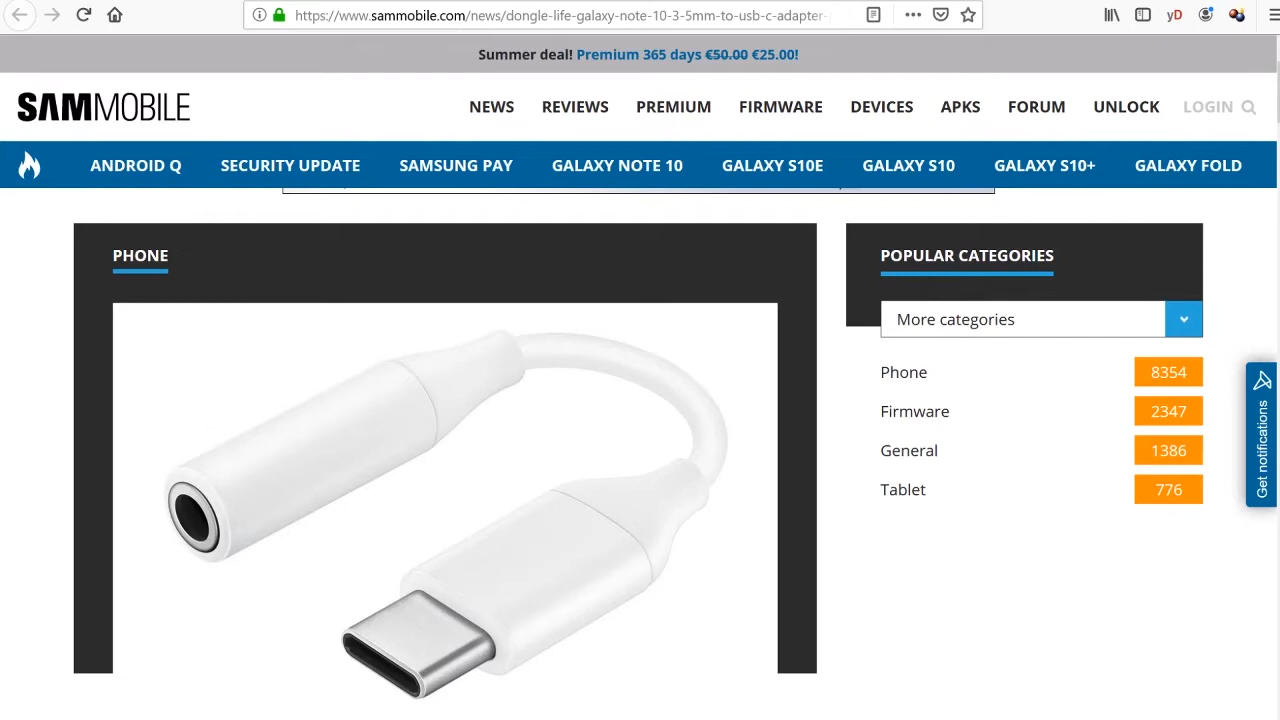 https://www.sammobile.com/news/dongle-life-galaxy-note-10-3-5mm-to-usb-c-adapter-
yD
Summer deal! Premium 365 days €50.00 €25.00!
SAMMOBILE
NEWS REVIEWS PREMIUM FIRMWARE DEVICES APKS FORUM UNLOCK LOGIN
ANDROID Q SECURITY UPDATE SAMSUNG PAY GALAXY NOTE 10 GALAXY S10E GALAXY S10 GALAXY S10+ GALAXY FOLD
PHONE
POPULAR CATEGORIES
More categories
Phone 8354
Firmware 2347
General 1386
Tablet 776
Get notifications